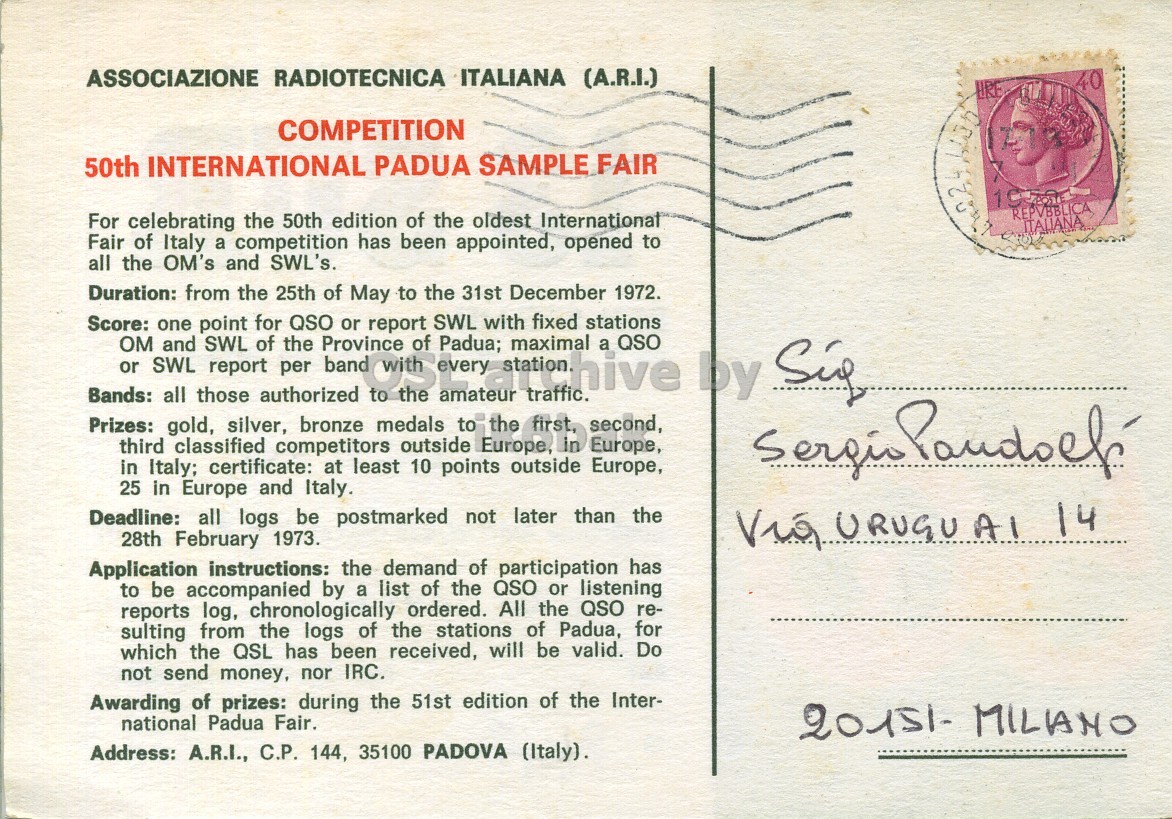 ASSOCIAZIONE RADIOTECNICA ITALIANA (A.R.I.)
COMPETITION
50th INTERNATIONAL PADUA SAMPLE FAIR
For celebrating the 50th edition of the oldest International
Fair of Italy a competition has been appointed, opened to
all the OM's and SWL's.
Duration: from the 25th of May to the 31st December 1972.
Score: one point for QSO or report SWL with fixed stations
OM and SWL of the Province of Padua; maximal a QSO
or SWL report per band with every station.
Bands: all those authorized to the amateur traffic.
Prizes: gold, silver, bronze medals to the first, second,
third classified competitors outside Europe, in Europe,
in Italy; certificate: at least 10 points outside Europe,
25 in Europe and Italy.
Deadline: all logs be postmarked not later than the
28th February 1973.
Application instructions: the demand of participation has
to be accompanied by a list of the QSO or listening
reports log, chronologically ordered. All the QSO re-
sulting from the logs of the stations of Padua, for
which the QSL has been received, will be valid. Do
not send money, nor IRC.
Awarding of prizes: during the 51st edition of the Inter-
national Padua Fair.
Address: A.R.I., C.P. 144, 35100 PADOVA (Italy).
QSL archive by
ik6bak
LIRE 40
POSTE
REPVBBLICA
ITALIANA
Sig
Sergio Pandolfi
Via URUGUAI 14
20151- MILANO